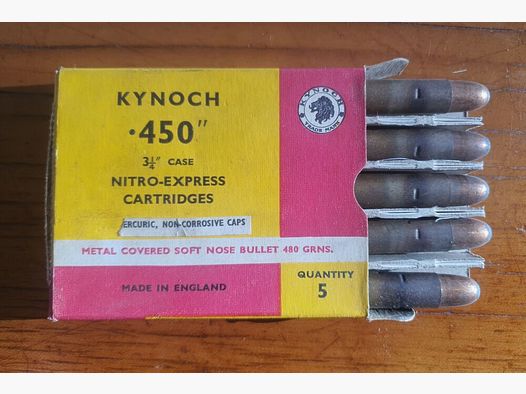 KYNOCH
·450"
3¼" CASE
NITRO-EXPRESS
CARTRIDGES
ERCURIC, NON-CORROSIVE CAPS
METAL COVERED SOFT NOSE BULLET 480 GRNS.
MADE IN ENGLAND
QUANTITY
5
KYNOCH
TRADE MARK